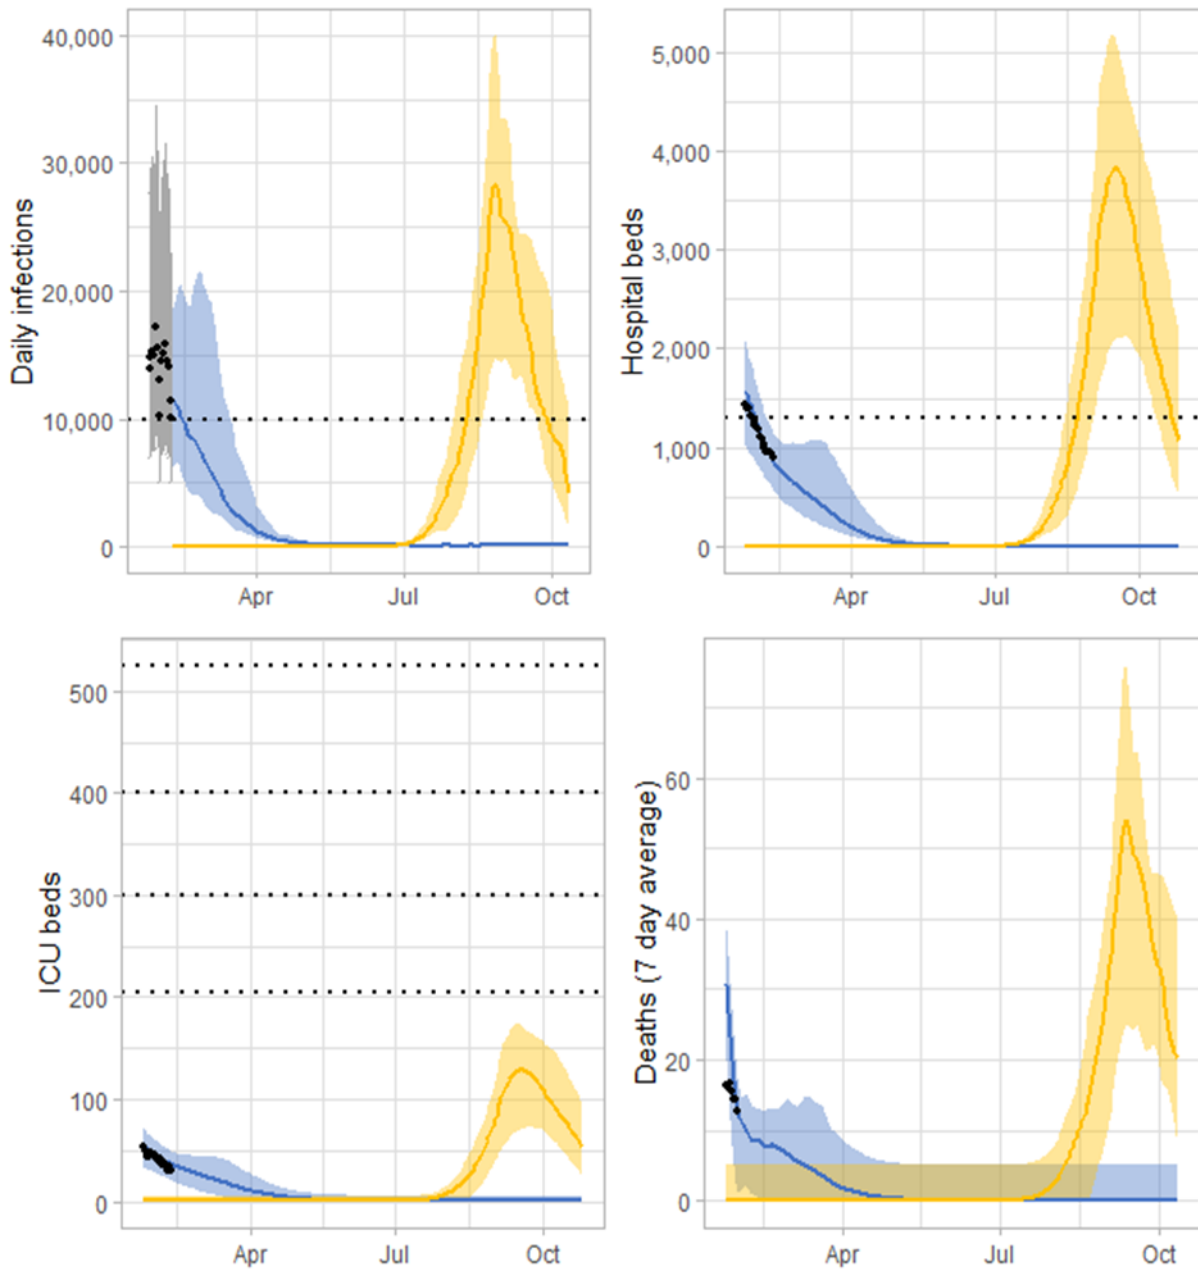 40,000
30,000
20,000
10,000
0
Daily infections
Apr
Jul
Oct
5,000
4,000
3,000
2,000
1,000
0
Hospital beds
Apr
Jul
Oct
500
400
300
200
100
0
ICU beds
Apr
Jul
Oct
60
40
20
0
Deaths (7 day average)
Apr
Jul
Oct